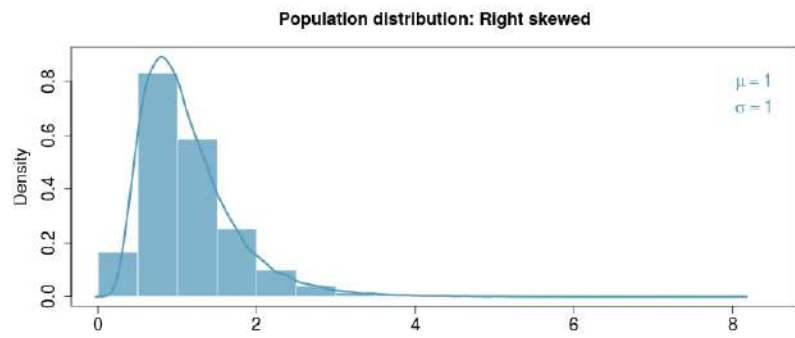 Population distribution: Right skewed
μ = 1
σ = 1
Density
0.8
0.6
0.4
0.2
0.0
0 2 4 6 8